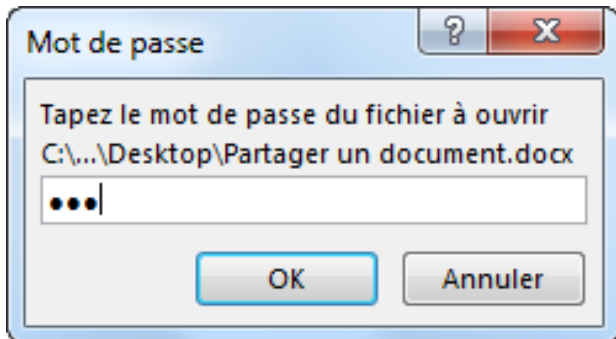 Mot de passe
Tapez le mot de passe du fichier à ouvrir
C:\...\Desktop\Partager un document.docx
•••
OK Annuler